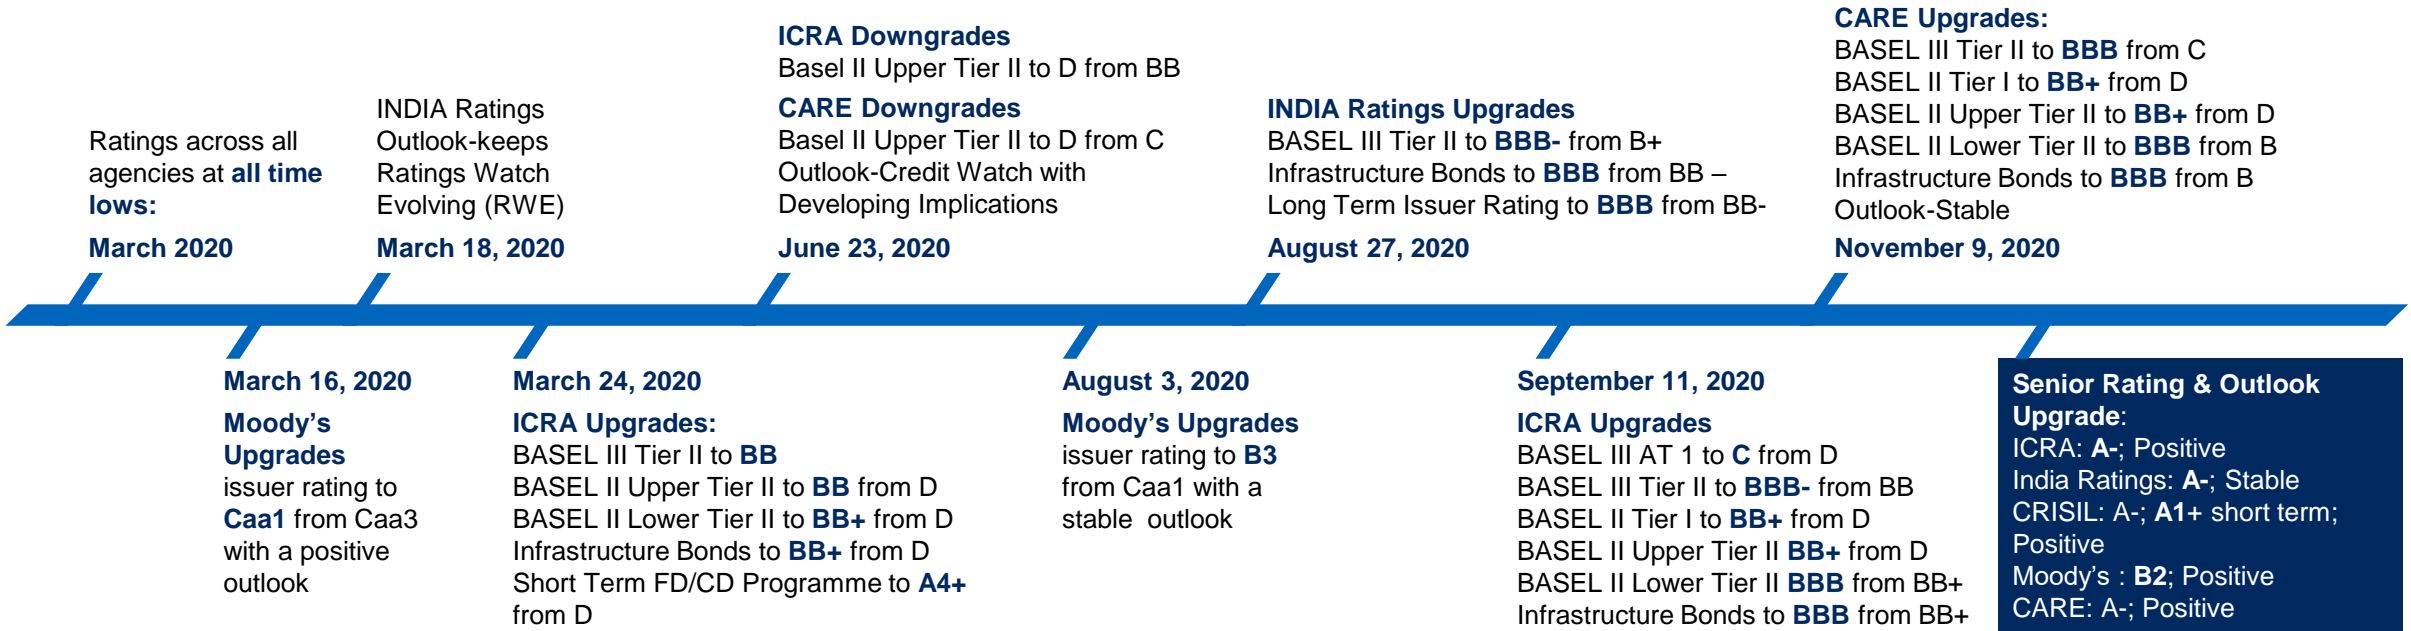 Ratings across all
agencies at all time
lows:
March 2020
INDIA Ratings
Outlook-keeps
Ratings Watch
Evolving (RWE)
March 18, 2020
ICRA Downgrades
Basel II Upper Tier II to D from BB
CARE Downgrades
Basel II Upper Tier II to D from C
Outlook-Credit Watch with
Developing Implications
June 23, 2020
INDIA Ratings Upgrades
BASEL III Tier II to BBB- from B+
Infrastructure Bonds to BBB from BB –
Long Term Issuer Rating to BBB from BB-
August 27, 2020
CARE Upgrades:
BASEL III Tier II to BBB from C
BASEL II Tier I to BB+ from D
BASEL II Upper Tier II to BB+ from D
BASEL II Lower Tier II to BBB from B
Infrastructure Bonds to BBB from B
Outlook-Stable
November 9, 2020
March 16, 2020
Moody’s
Upgrades
issuer rating to
Caa1 from Caa3
with a positive
outlook
March 24, 2020
ICRA Upgrades:
BASEL III Tier II to BB
BASEL II Upper Tier II to BB from D
BASEL II Lower Tier II to BB+ from D
Infrastructure Bonds to BB+ from D
Short Term FD/CD Programme to A4+
from D
August 3, 2020
Moody’s Upgrades
issuer rating to B3
from Caa1 with a
stable outlook
September 11, 2020
ICRA Upgrades
BASEL III AT 1 to C from D
BASEL III Tier II to BBB- from BB
BASEL II Tier I to BB+ from D
BASEL II Upper Tier II BB+ from D
BASEL II Lower Tier II BBB from BB+
Infrastructure Bonds to BBB from BB+
Senior Rating & Outlook
Upgrade:
ICRA: A-; Positive
India Ratings: A-; Stable
CRISIL: A-; A1+ short term;
Positive
Moody’s : B2; Positive
CARE: A-; Positive